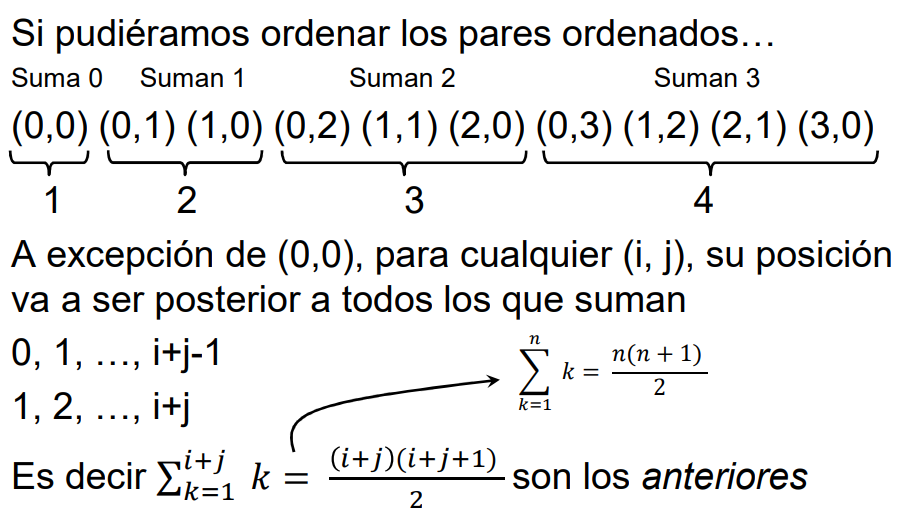 Si pudiéramos ordenar los pares ordenados…
Suma 0 Suman 1 Suman 2 Suman 3
(0,0) (0,1) (1,0) (0,2) (1,1) (2,0) (0,3) (1,2) (2,1) (3,0)
1 2 3 4
A excepción de (0,0), para cualquier (i, j), su posición
va a ser posterior a todos los que suman
0, 1, …, i+j-1
1, 2, …, i+j
\sum_{k=1}^{n} k = \frac{n(n+1)}{2}
Es decir \sum_{k=1}^{i+j} k = \frac{(i+j)(i+j+1)}{2} son los anteriores